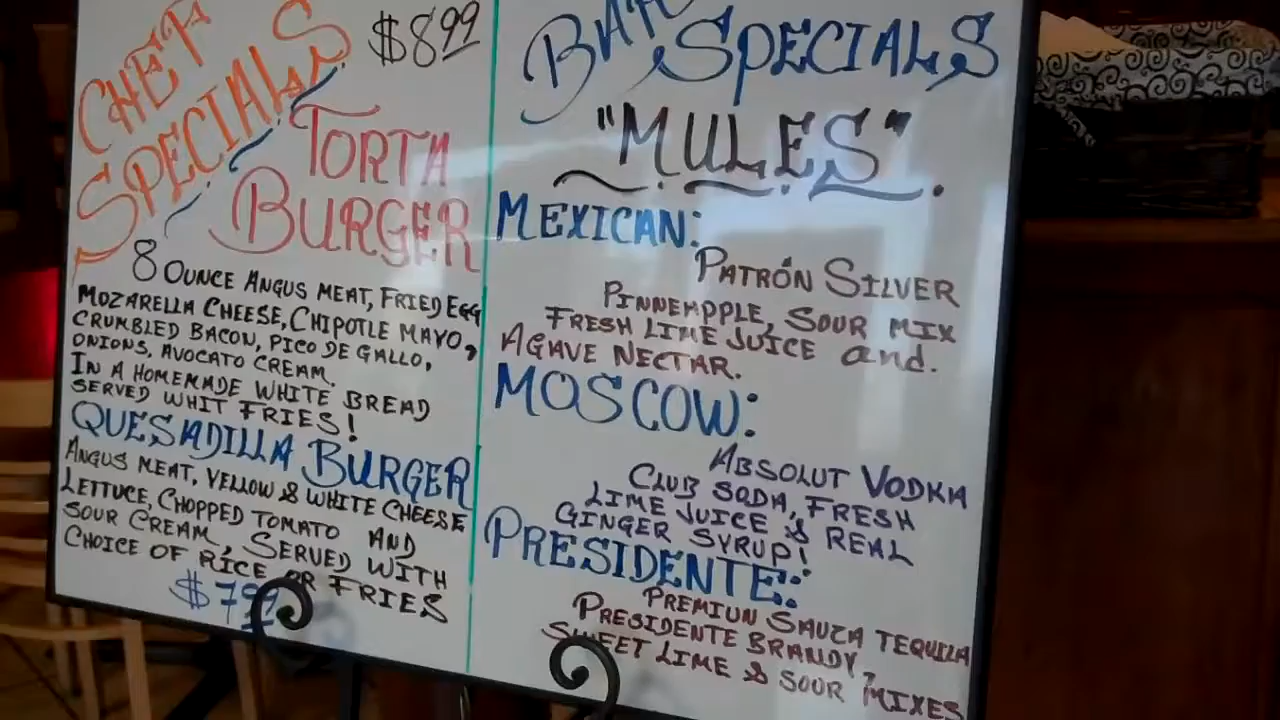 CHEF
SPECIALS
$8.99
TORTA
BURGER
8 OUNCE ANGUS MEAT, FRIED EGG
MOZARELLA CHEESE, CHIPOTLE MAYO,
CRUMBLED BACON, PICO DE GALLO,
ONIONS, AVOCATO CREAM.
IN A HOMEMADE WHITE BREAD
SERVED WHIT FRIES!
QUESADILLA BURGER
ANGUS MEAT, YELLOW & WHITE CHEESE
LETTUCE, CHOPPED TOMATO AND
SOUR CREAM, SERVED WITH
CHOICE OF RICE OR FRIES
$7.99
BAR SPECIALS
"MULES"
MEXICAN:
PATRÓN SILVER
PINNEAPPLE, SOUR MIX
FRESH LIME JUICE and.
AGAVE NECTAR.
MOSCOW:
ABSOLUT VODKA
CLUB SODA, FRESH
LIME JUICE & REAL
GINGER SYRUP!
PRESIDENTE:
PREMIUN SAUZA TEQUILA
PRESIDENTE BRANDY,
SWEET LIME & SOUR MIXES